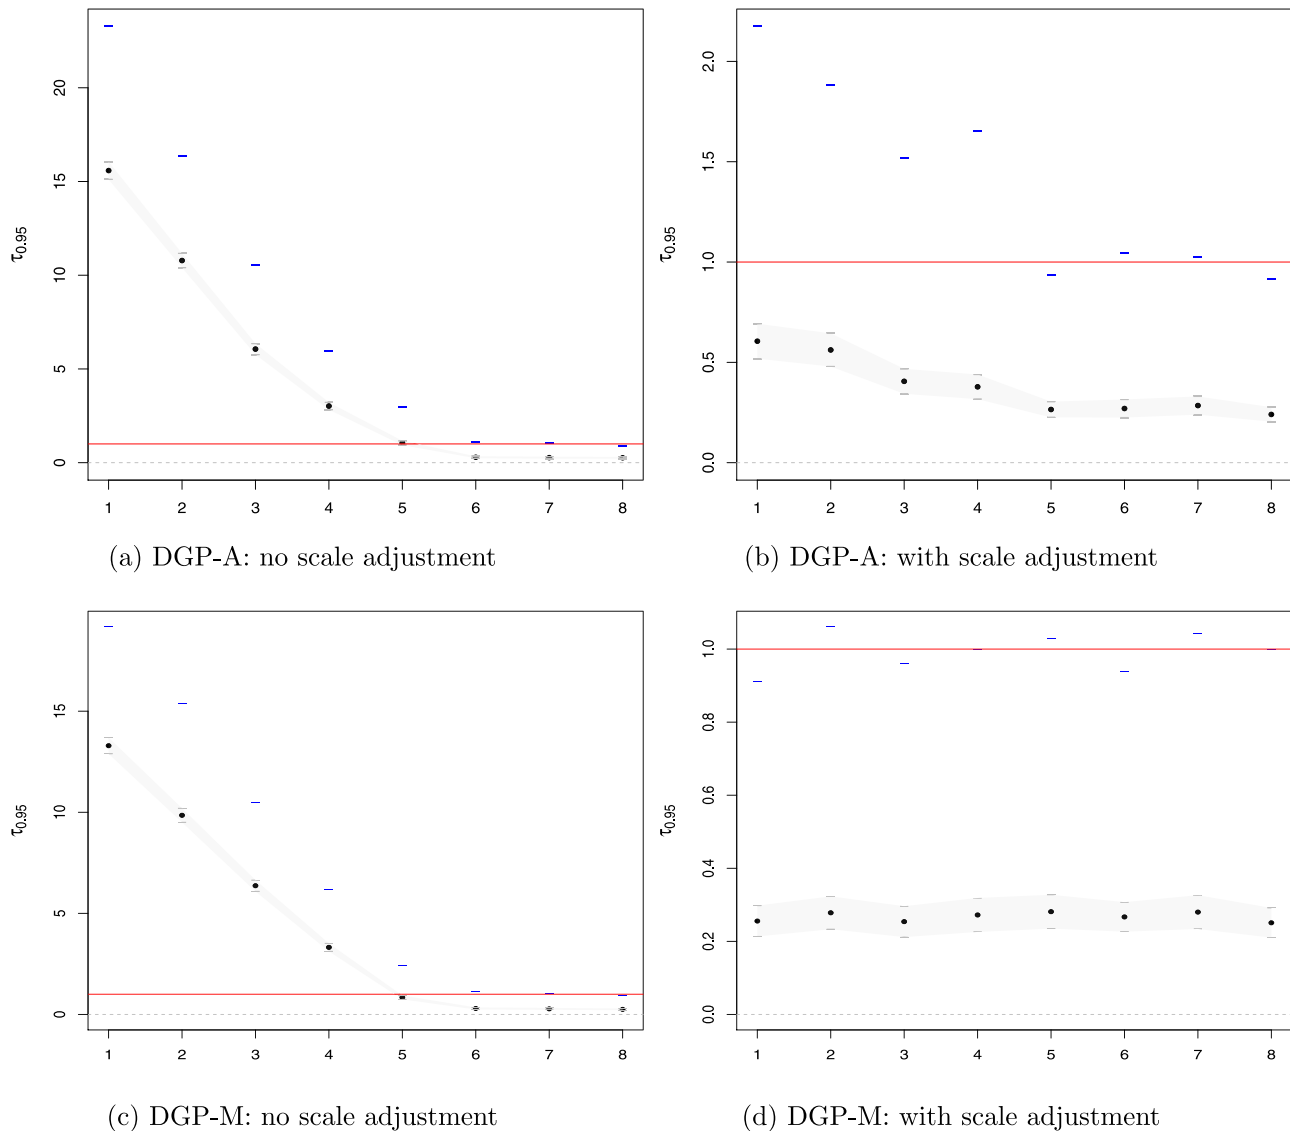 τ0.95
20
15
10
5
0
1 2 3 4 5 6 7 8
(a) DGP-A: no scale adjustment
τ0.95
2.0
1.5
1.0
0.5
0.0
1 2 3 4 5 6 7 8
(b) DGP-A: with scale adjustment
τ0.95
15
10
5
0
1 2 3 4 5 6 7 8
(c) DGP-M: no scale adjustment
τ0.95
1.0
0.8
0.6
0.4
0.2
0.0
1 2 3 4 5 6 7 8
(d) DGP-M: with scale adjustment